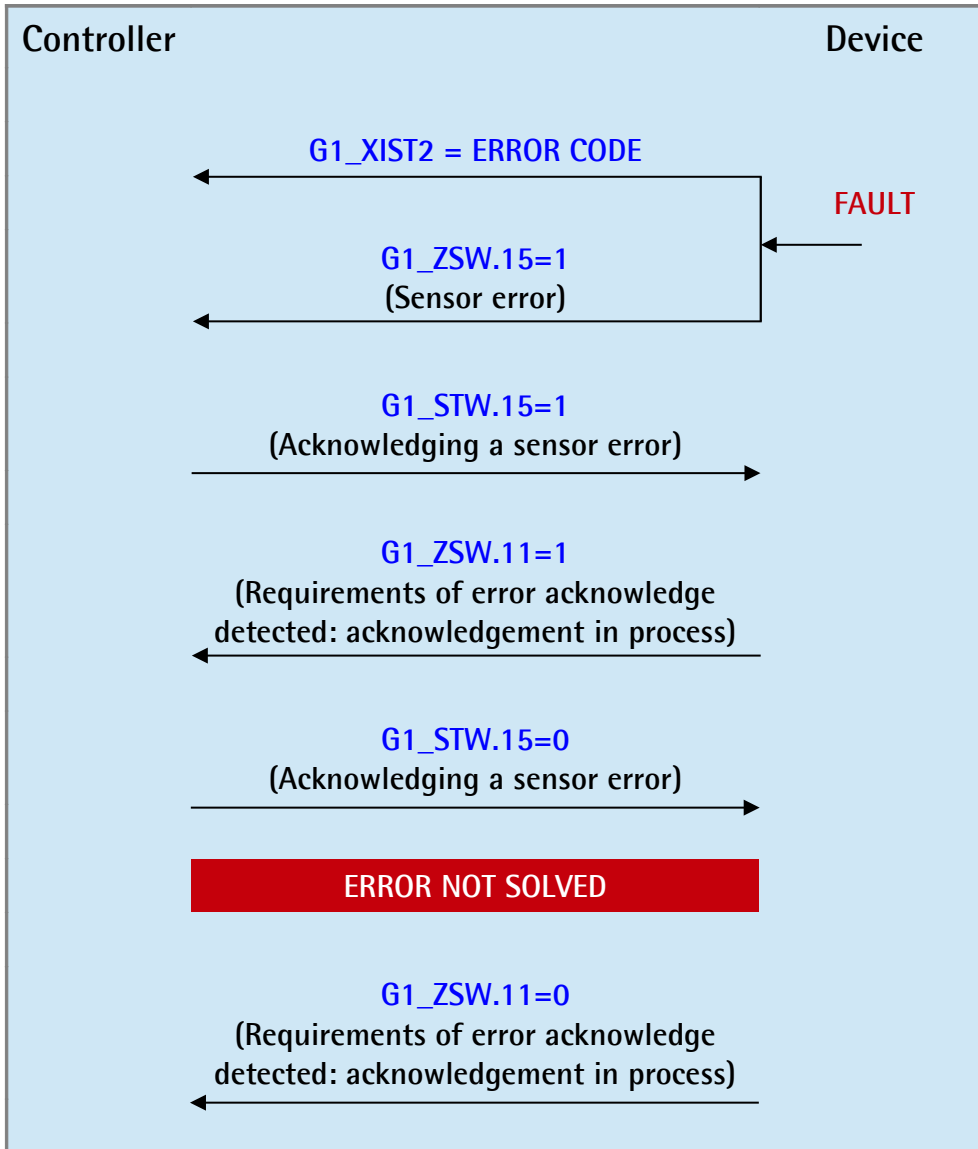 Controller
Device
G1_XIST2 = ERROR CODE
FAULT
G1_ZSW.15=1
(Sensor error)
G1_STW.15=1
(Acknowledging a sensor error)
G1_ZSW.11=1
(Requirements of error acknowledge
detected: acknowledgement in process)
G1_STW.15=0
(Acknowledging a sensor error)
ERROR NOT SOLVED
G1_ZSW.11=0
(Requirements of error acknowledge
detected: acknowledgement in process)